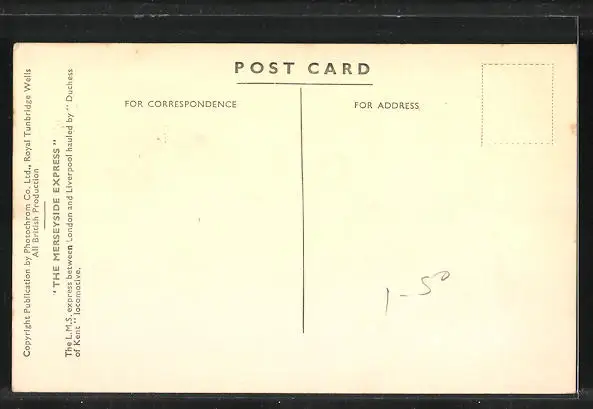 POST CARD
FOR CORRESPONDENCE
FOR ADDRESS
Copyright Publication by Photochrom Co. Ltd., Royal Tunbridge Wells
All British Production
"THE MERSEYSIDE EXPRESS"
The L.M.S. express between London and Liverpool hauled by "Duchess
of Kent" locomotive.
1-50